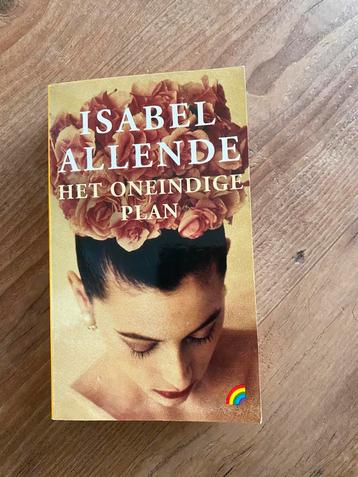 ISABEL
ALLENDE
HET ONEINDIGE
PLAN